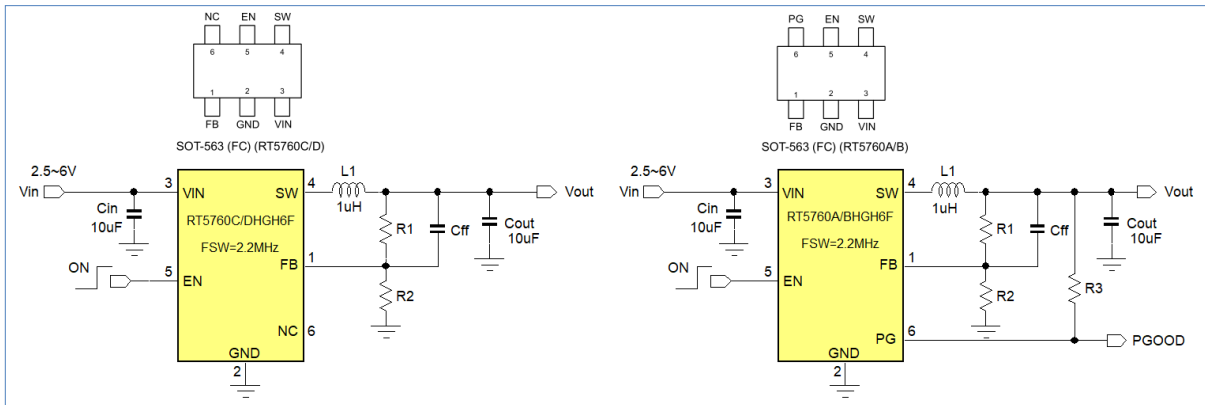 NC EN SW
6 5 4
1 2 3
FB GND VIN
SOT-563 (FC) (RT5760C/D)
2.5~6V
Vin
3
VIN
SW
4
L1
1uH
Vout
Cin
10uF
RT5760C/DHGH6F
FSW=2.2MHz
R1
Cff
Cout
10uF
FB
1
ON
5
EN
R2
NC
6
GND
2
PG EN SW
6 5 4
1 2 3
FB GND VIN
SOT-563 (FC) (RT5760A/B)
2.5~6V
Vin
3
VIN
SW
4
L1
1uH
Vout
Cin
10uF
RT5760A/BHGH6F
FSW=2.2MHz
R1
Cff
Cout
10uF
FB
1
ON
5
EN
R2
R3
PG
6
PGOOD
GND
2